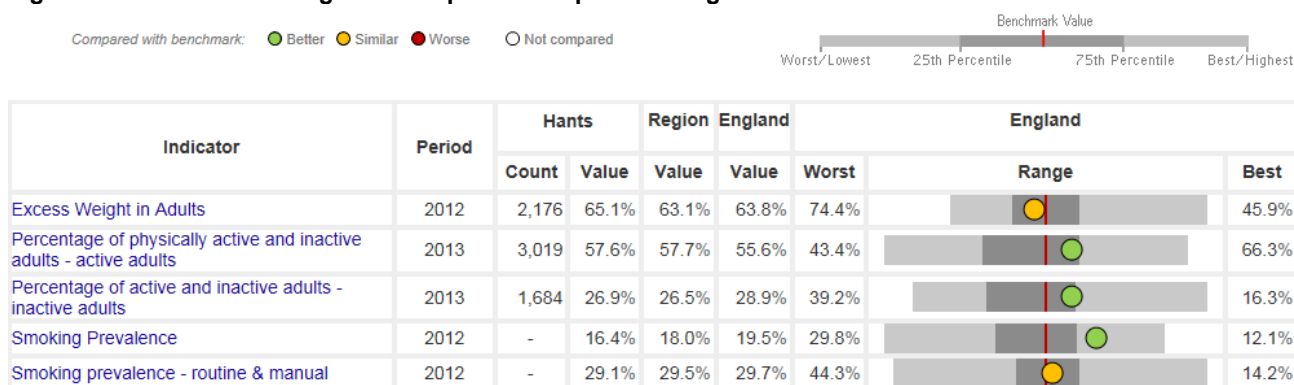 Compared with benchmark: Better Similar Worse Not compared
Benchmark Value
Worst/Lowest 25th Percentile 75th Percentile Best/Highest
Indicator Period Hants Region England England
Count Value Value Value Worst Range Best
Excess Weight in Adults 2012 2,176 65.1% 63.1% 63.8% 74.4% 45.9%
Percentage of physically active and inactive
adults - active adults 2013 3,019 57.6% 57.7% 55.6% 43.4% 66.3%
Percentage of active and inactive adults -
inactive adults 2013 1,684 26.9% 26.5% 28.9% 39.2% 16.3%
Smoking Prevalence 2012 - 16.4% 18.0% 19.5% 29.8% 12.1%
Smoking prevalence - routine & manual 2012 - 29.1% 29.5% 29.7% 44.3% 14.2%